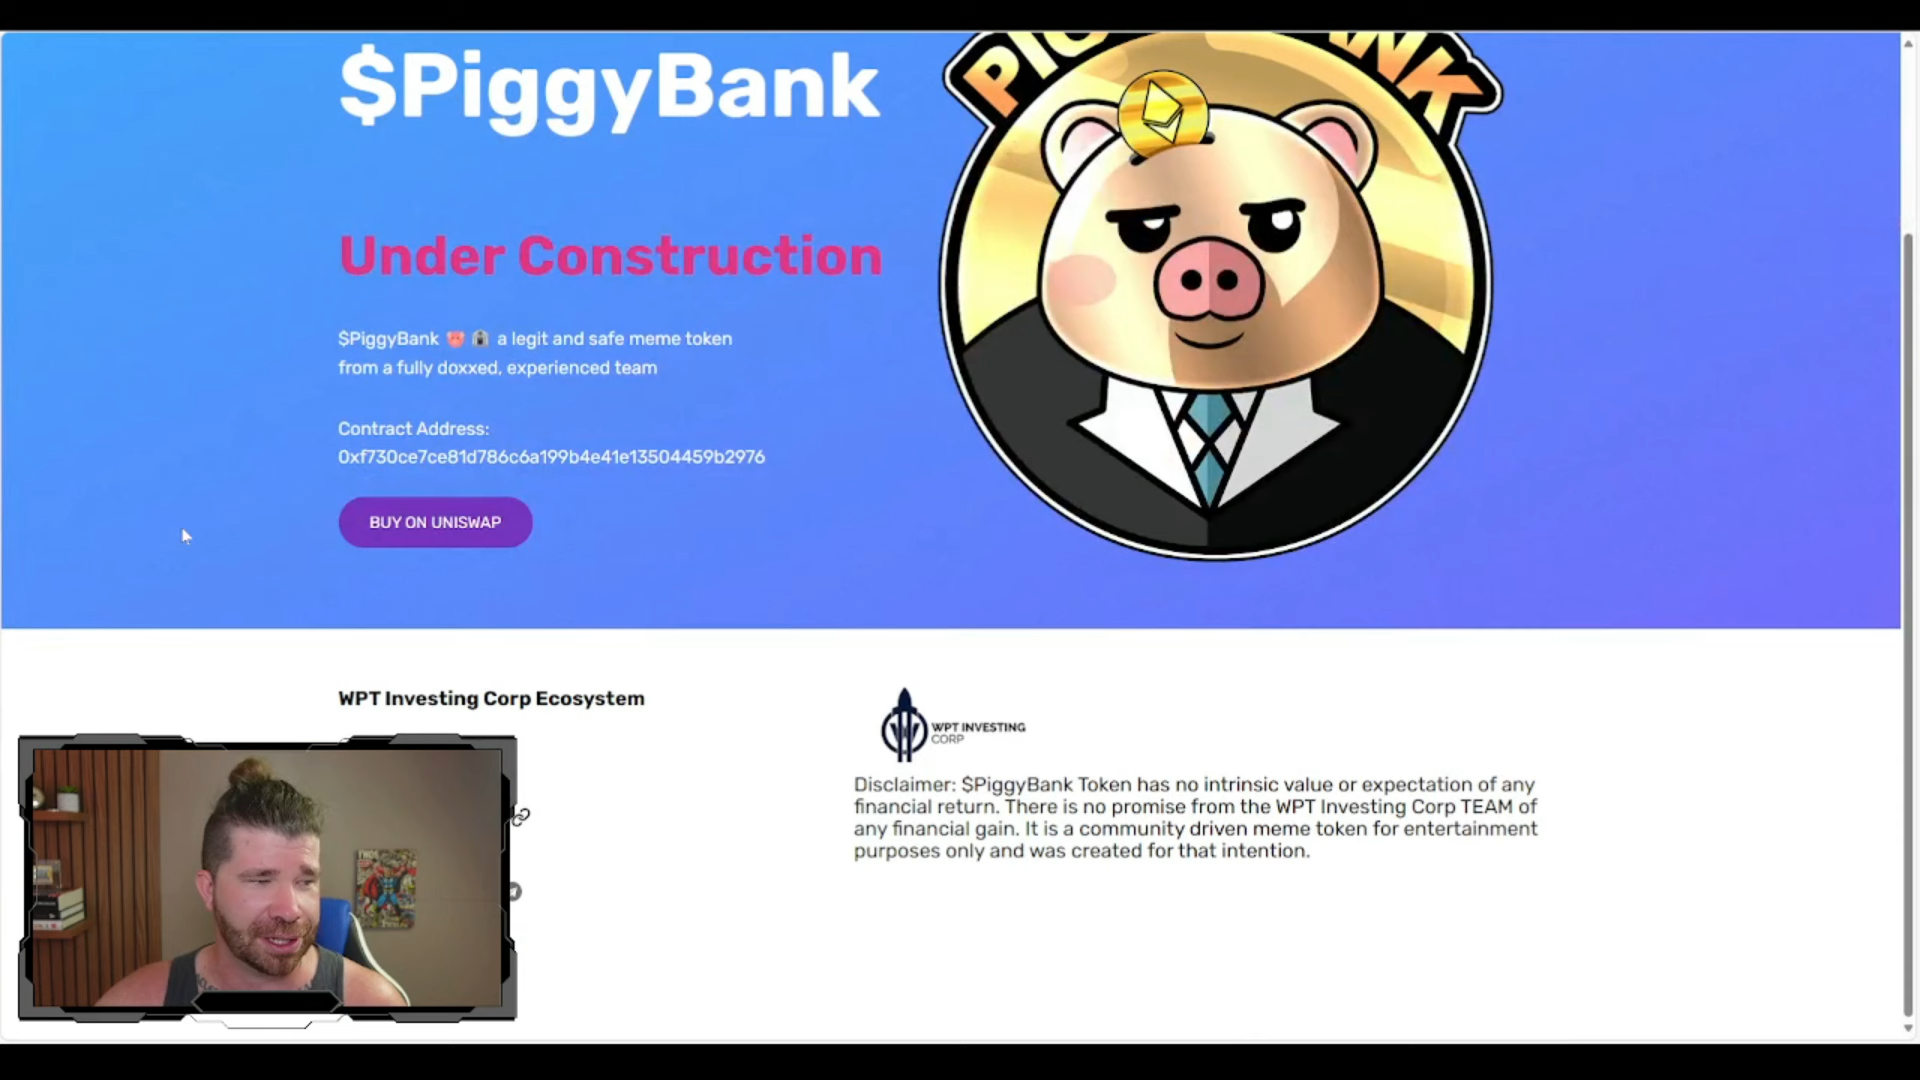 $PiggyBank
Under Construction
$PiggyBank 🐷 🏦 a legit and safe meme token
from a fully doxxed, experienced team
Contract Address:
0xf730ce7ce81d786c6a199b4e41e13504459b2976
BUY ON UNISWAP
WPT Investing Corp Ecosystem
WPT INVESTING
CORP
Disclaimer: $PiggyBank Token has no intrinsic value or expectation of any
financial return. There is no promise from the WPT Investing Corp TEAM of
any financial gain. It is a community driven meme token for entertainment
purposes only and was created for that intention.